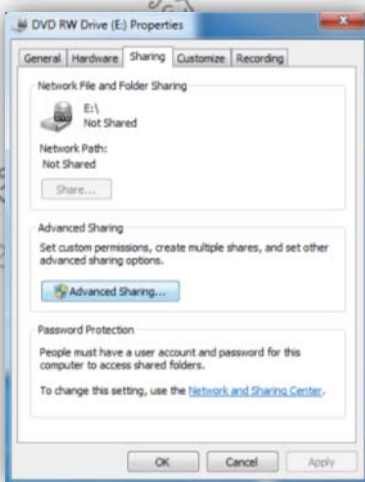 DVD RW Drive (E:) Properties
General Hardware Sharing Customize Recording
Network File and Folder Sharing
E:\
Not Shared
Network Path:
Not Shared
Share...
Advanced Sharing
Set custom permissions, create multiple shares, and set other
advanced sharing options.
Advanced Sharing...
Password Protection
People must have a user account and password for this
computer to access shared folders.
To change this setting, use the Network and Sharing Center.
OK Cancel Apply